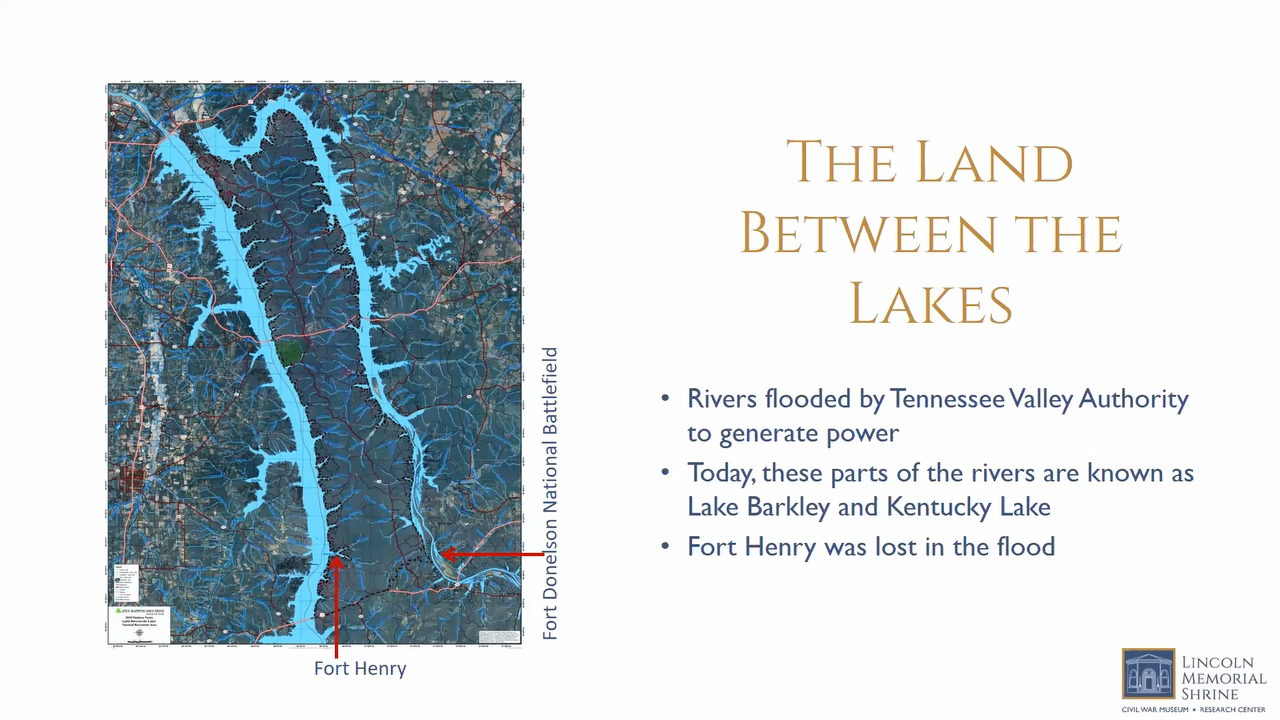 THE LAND
BETWEEN THE
LAKES
• Rivers flooded by Tennessee Valley Authority
to generate power
• Today, these parts of the rivers are known as
Lake Barkley and Kentucky Lake
• Fort Henry was lost in the flood
Fort Donelson National Battlefield
Fort Henry
LINCOLN
MEMORIAL
SHRINE
CIVIL WAR MUSEUM • RESEARCH CENTER